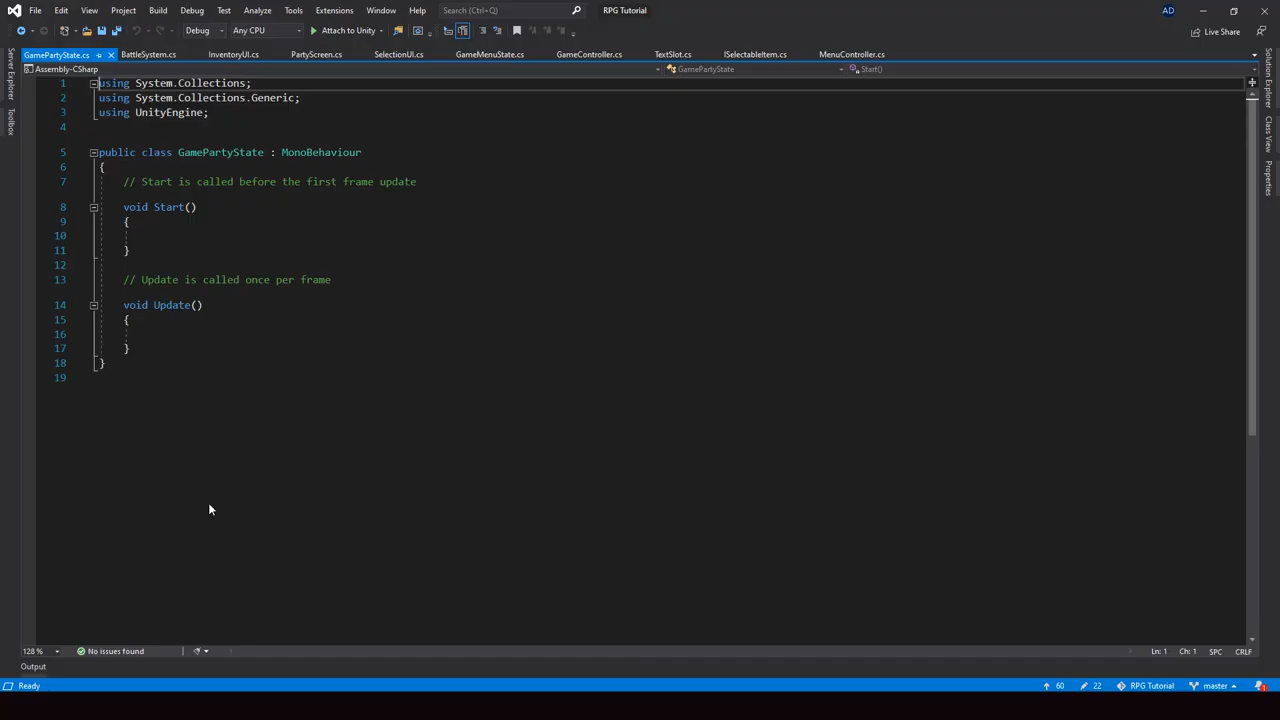 File Edit View Project Build Debug Test Analyze Tools Extensions Window Help Search (Ctrl+Q) RPG Tutorial AD
Debug Any CPU Attach to Unity Live Share
GamePartyState.cs BattleSystem.cs InventoryUI.cs PartyScreen.cs SelectionUI.cs GameMenuState.cs GameController.cs TextSlot.cs ISelectableItem.cs MenuController.cs
Assembly-CSharp GamePartyState Start()
Server Explorer
Toolbox
Solution Explorer
Class View
Properties
1 using System.Collections;
2 using System.Collections.Generic;
3 using UnityEngine;
4
5 public class GamePartyState : MonoBehaviour
6 {
7 // Start is called before the first frame update
8 void Start()
9 {
10
11 }
12
13 // Update is called once per frame
14 void Update()
15 {
16
17 }
18 }
19
128 % No issues found Ln: 1 Ch: 1 SPC CRLF
Output
Ready 60 22 RPG Tutorial master 1